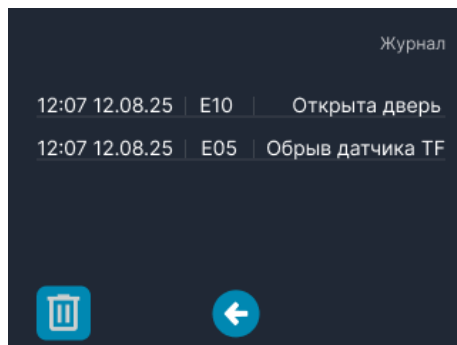 Журнал
12:07 12.08.25 | E10 | Открыта дверь
12:07 12.08.25 | E05 | Обрыв датчика TF